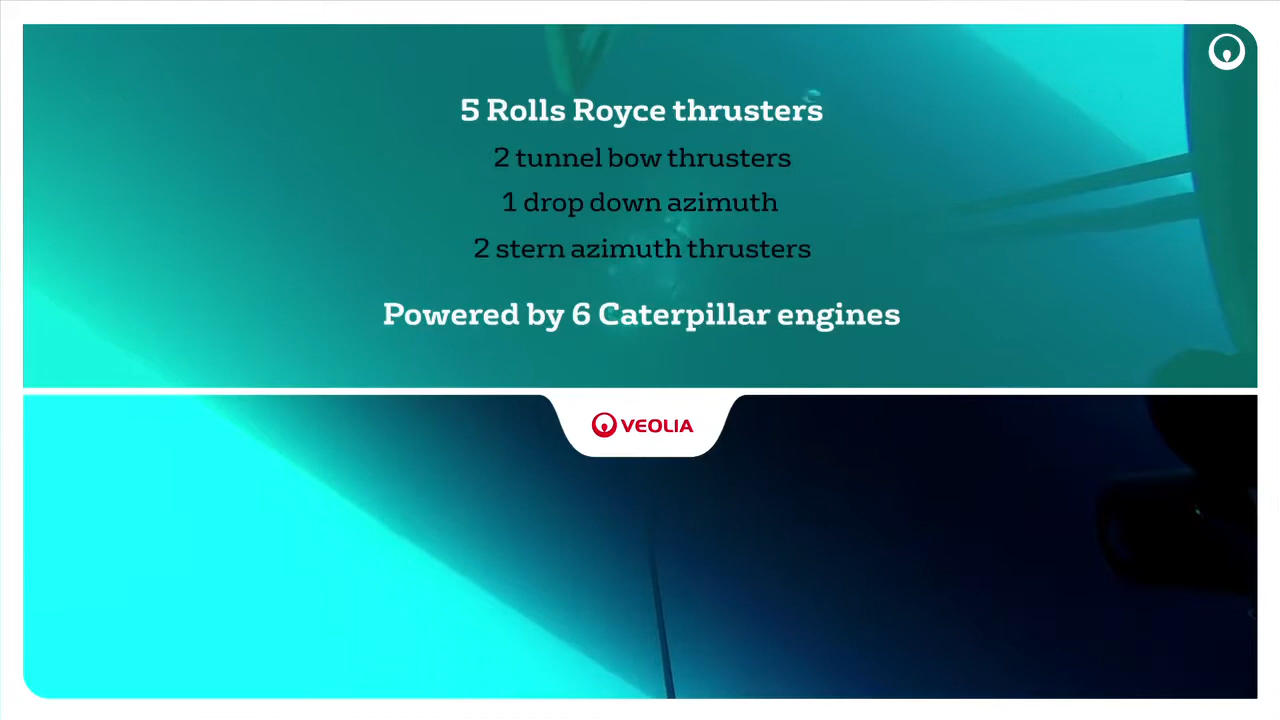 5 Rolls Royce thrusters
2 tunnel bow thrusters
1 drop down azimuth
2 stern azimuth thrusters
Powered by 6 Caterpillar engines
VEOLIA